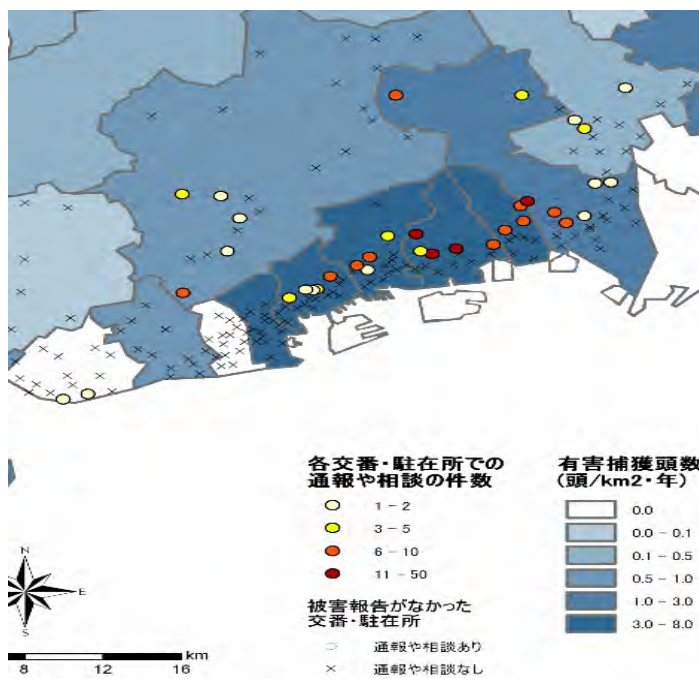 各交番・駐在所での
通報や相談の件数
1 - 2
3 - 5
6 - 10
11 - 50
被害報告がなかった
交番・駐在所
通報や相談あり
通報や相談なし
有害捕獲頭数
(頭/km2・年)
0.0
0.0 - 0.1
0.1 - 0.5
0.5 - 1.0
1.0 - 3.0
3.0 - 8.0
N
E
S
km
8 12 16